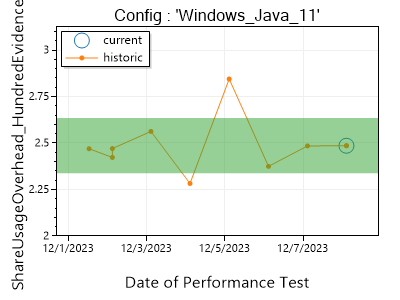 Config : 'Windows_Java_11'
current
historic
ShareUsageOverhead_HundredEvidence
3
2.75
2.5
2.25
2
12/1/2023
12/3/2023
12/5/2023
12/7/2023
Date of Performance Test